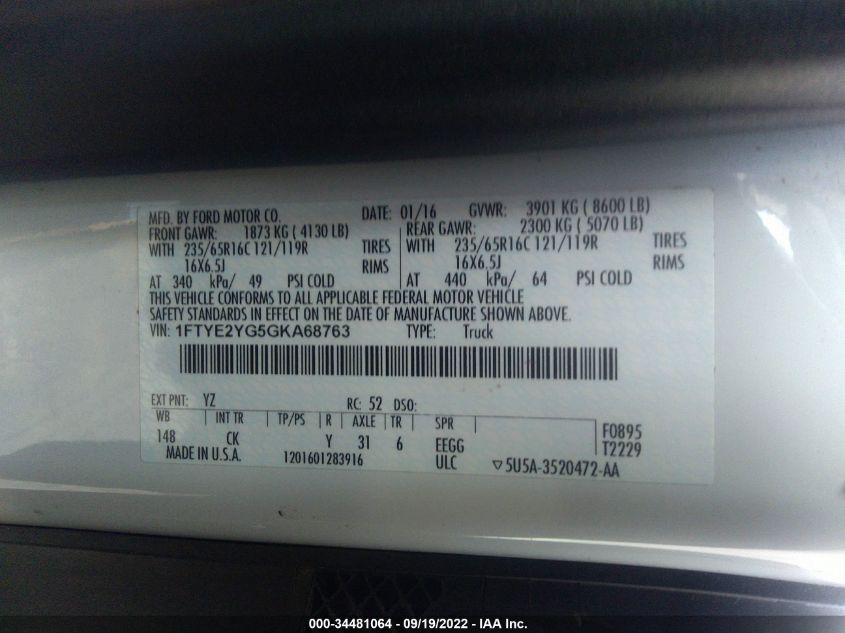 MFD. BY FORD MOTOR CO. DATE: 01/16 GVWR: 3901 KG ( 8600 LB)
FRONT GAWR: 1873 KG ( 4130 LB) REAR GAWR: 2300 KG ( 5070 LB)
WITH 235/65R16C 121/119R TIRES WITH 235/65R16C 121/119R TIRES
16X6.5J RIMS 16X6.5J RIMS
AT 340 kPa/ 49 PSI COLD AT 440 kPa/ 64 PSI COLD
THIS VEHICLE CONFORMS TO ALL APPLICABLE FEDERAL MOTOR VEHICLE
SAFETY STANDARDS IN EFFECT ON THE DATE OF MANUFACTURE SHOWN ABOVE.
VIN: 1FTYE2YG5GKA68763 TYPE: Truck
EXT PNT: YZ RC: 52 DSO:
WB INT TR TP/PS R AXLE TR SPR F0895
148 CK Y 31 6 EEGG T2229
MADE IN U.S.A. 1201601283916 ULC ▽5U5A-3520472-AA
000-34481064 - 09/19/2022 - IAA Inc.